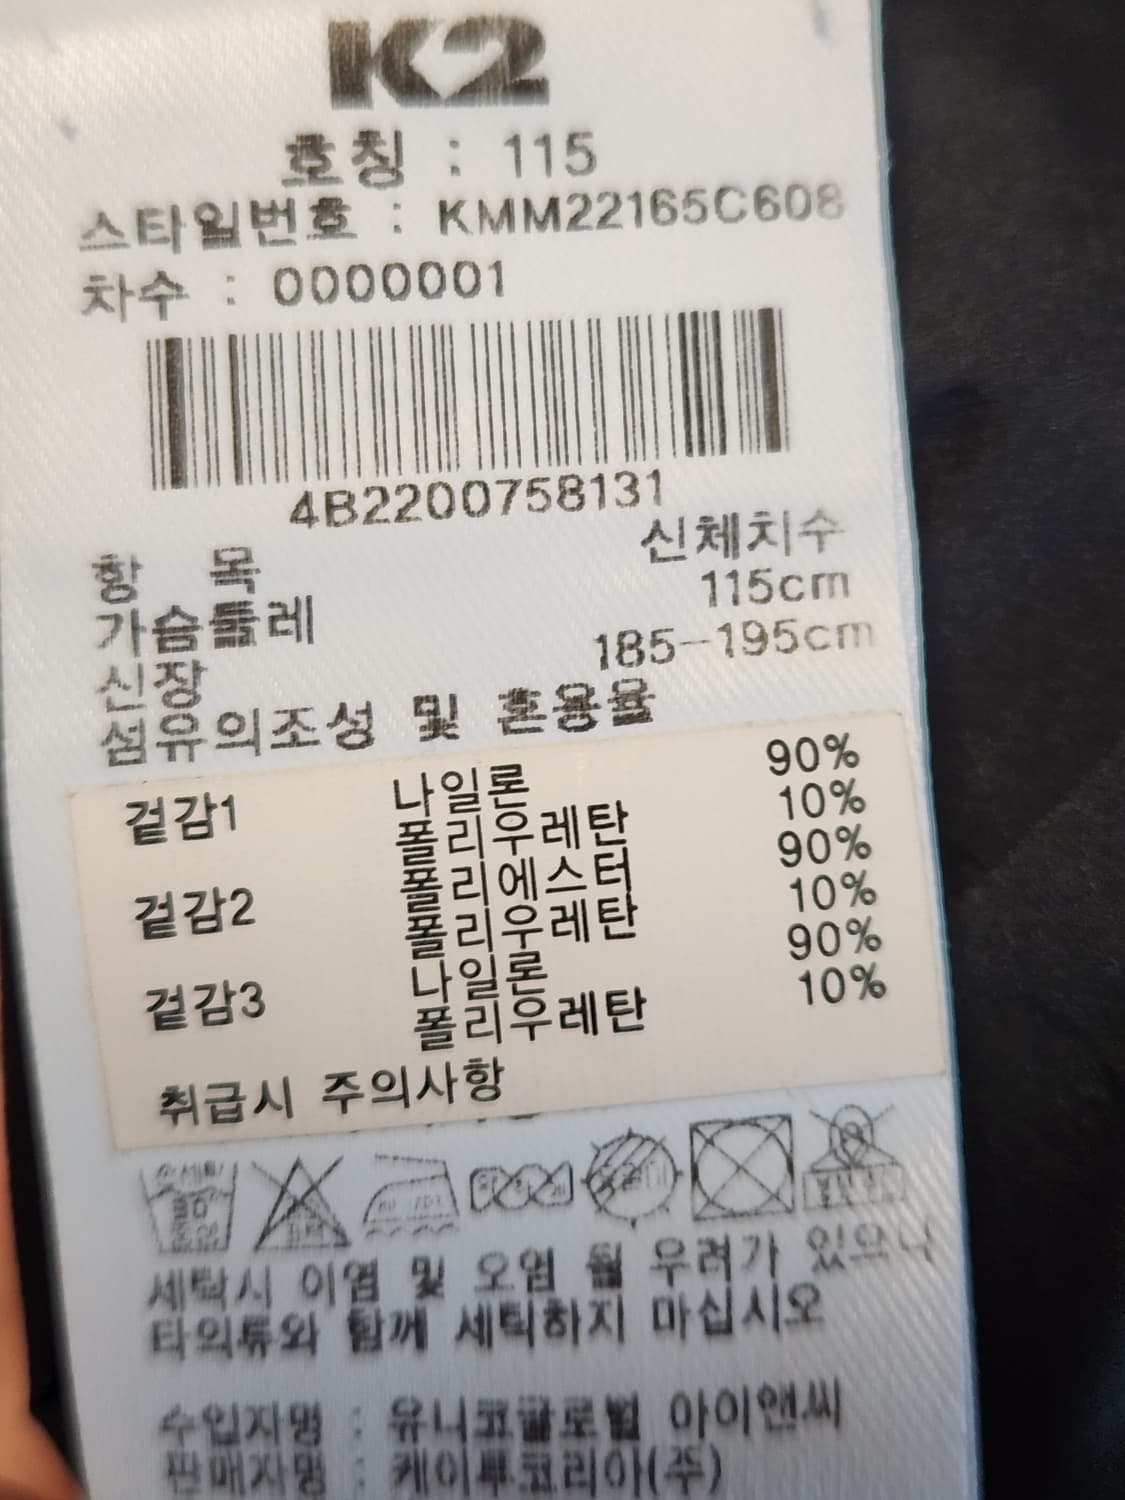 K2
호칭 : 115
스타일번호 : KMM22165C608
차수 : 0000001
4B2200758131
항 목 신체치수
가슴둘레 115cm
신장 185-195cm
섬유의조성 및 혼용율
겉감1 나일론 90%
폴리우레탄 10%
겉감2 폴리에스터 90%
폴리우레탄 10%
겉감3 나일론 90%
폴리우레탄 10%
취급시 주의사항
손세탁
세탁시 이염 및 오염 될 우려가 있으니
타의류와 함께 세탁하지 마십시오
수입자명 : 유니코글로벌 아이앤씨
판매자명 : 케이투코리아(주)